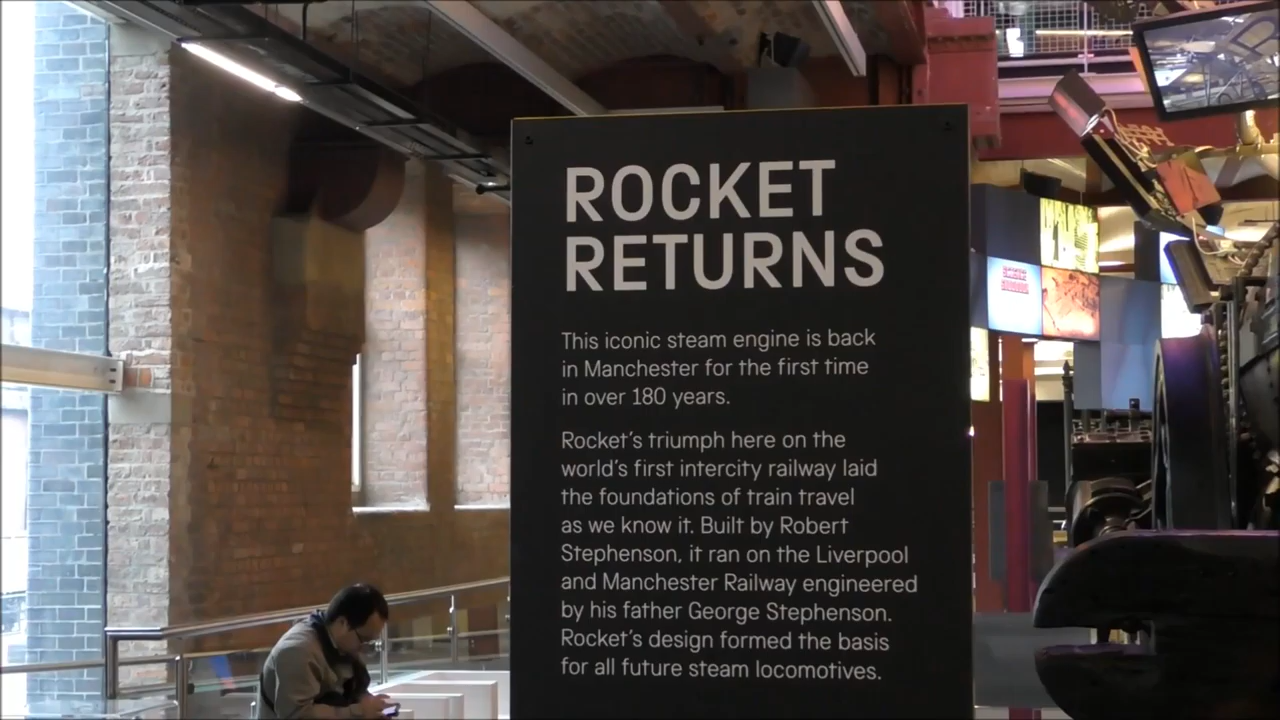 ROCKET
RETURNS
This iconic steam engine is back
in Manchester for the first time
in over 180 years.
Rocket's triumph here on the
world's first intercity railway laid
the foundations of train travel
as we know it. Built by Robert
Stephenson, it ran on the Liverpool
and Manchester Railway engineered
by his father George Stephenson.
Rocket's design formed the basis
for all future steam locomotives.